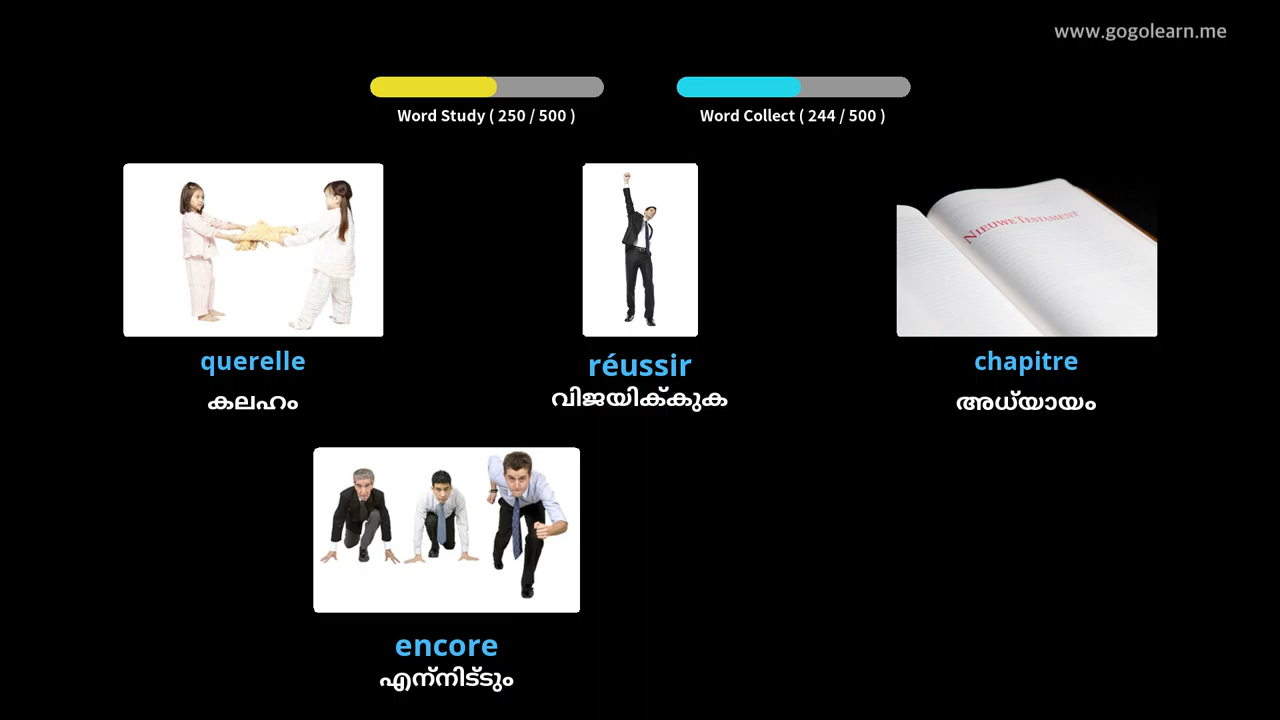 www.gogolearn.me
Word Study ( 250 / 500 )
Word Collect ( 244 / 500 )
NIEUWE TESTAMENT
querelle
കലഹം
réussir
വിജയിക്കുക
chapitre
അധ്യായം
encore
എന്നിട്ടും